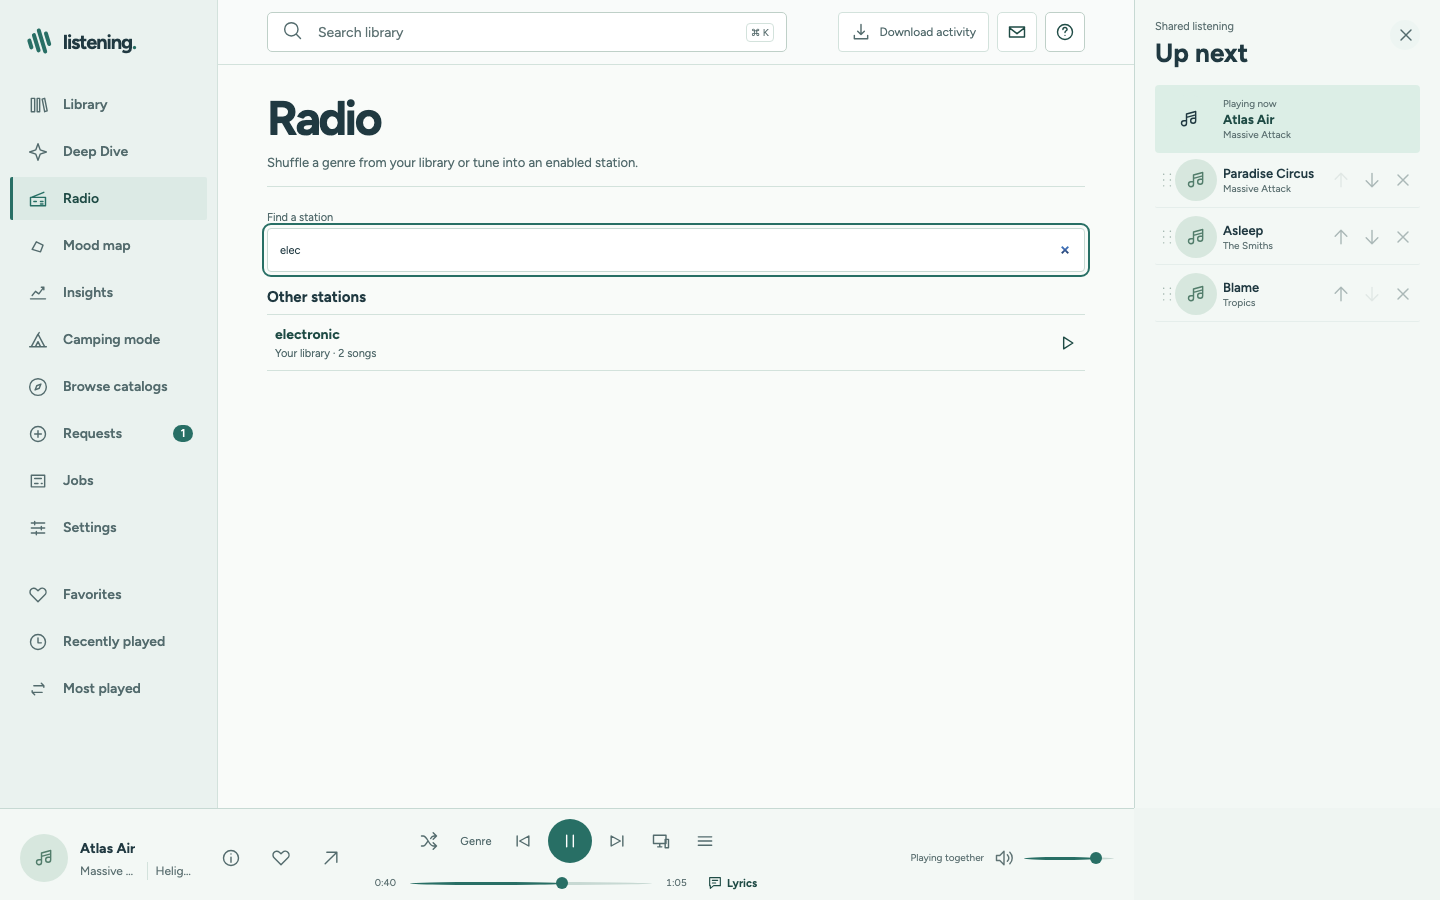 listening.
Library
Deep Dive
Radio
Mood map
Insights
Camping mode
Browse catalogs
Requests 1
Jobs
Settings
Favorites
Recently played
Most played
Search library ⌘ K
Download activity
Radio
Shuffle a genre from your library or tune into an enabled station.
Find a station
elec
Other stations
electronic
Your library · 2 songs
Shared listening
Up next
Playing now
Atlas Air
Massive Attack
Paradise Circus
Massive Attack
Asleep
The Smiths
Blame
Tropics
Atlas Air
Massive ... Helig...
Genre
0:40 1:05 Lyrics
Playing together